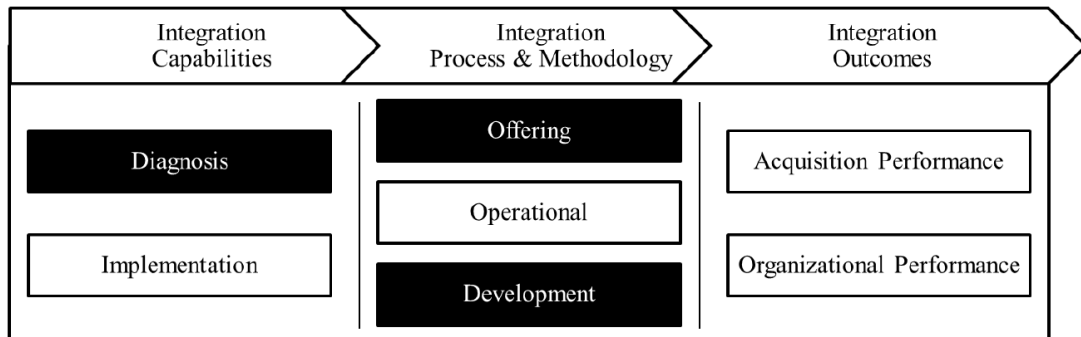 Integration
Capabilities
Integration
Process & Methodology
Integration
Outcomes
Diagnosis
Implementation
Offering
Operational
Development
Acquisition Performance
Organizational Performance